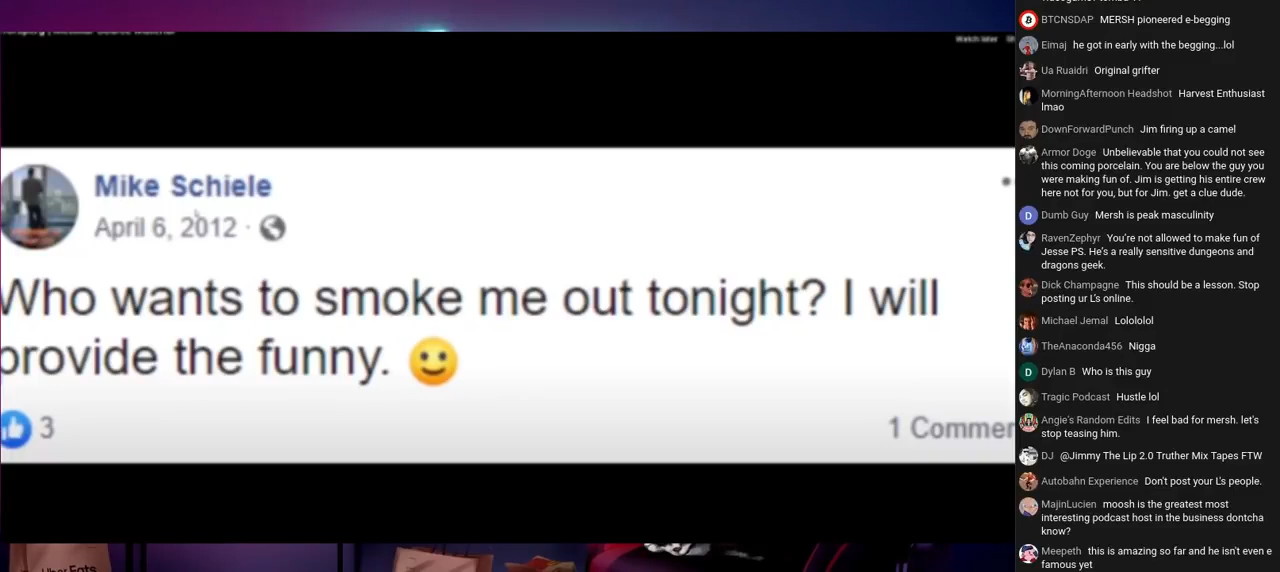 Watch later
Mike Schiele
April 6, 2012 ·
Who wants to smoke me out tonight? I will
provide the funny. 🙂
3
1 Commen
Uber Eats
BTCNSDAP MERSH pioneered e-begging
Eimaj he got in early with the begging...lol
Ua Ruaidri Original grifter
MorningAfternoon Headshot Harvest Enthusiast
lmao
DownForwardPunch Jim firing up a camel
Armor Doge Unbelievable that you could not see
this coming porcelain. You are below the guy you
were making fun of. Jim is getting his entire crew
here not for you, but for Jim. get a clue dude.
D Dumb Guy Mersh is peak masculinity
RavenZephyr You're not allowed to make fun of
Jesse PS. He's a really sensitive dungeons and
dragons geek.
Dick Champagne This should be a lesson. Stop
posting ur L's online.
Michael Jemal Lolololol
TheAnaconda456 Nigga
D Dylan B Who is this guy
Tragic Podcast Hustle lol
Angie's Random Edits I feel bad for mersh. let's
stop teasing him.
DJ @Jimmy The Lip 2.0 Truther Mix Tapes FTW
Autobahn Experience Don't post your L's people.
MajinLucien moosh is the greatest most
interesting podcast host in the business dontcha
know?
Meepeth this is amazing so far and he isn't even e
famous yet